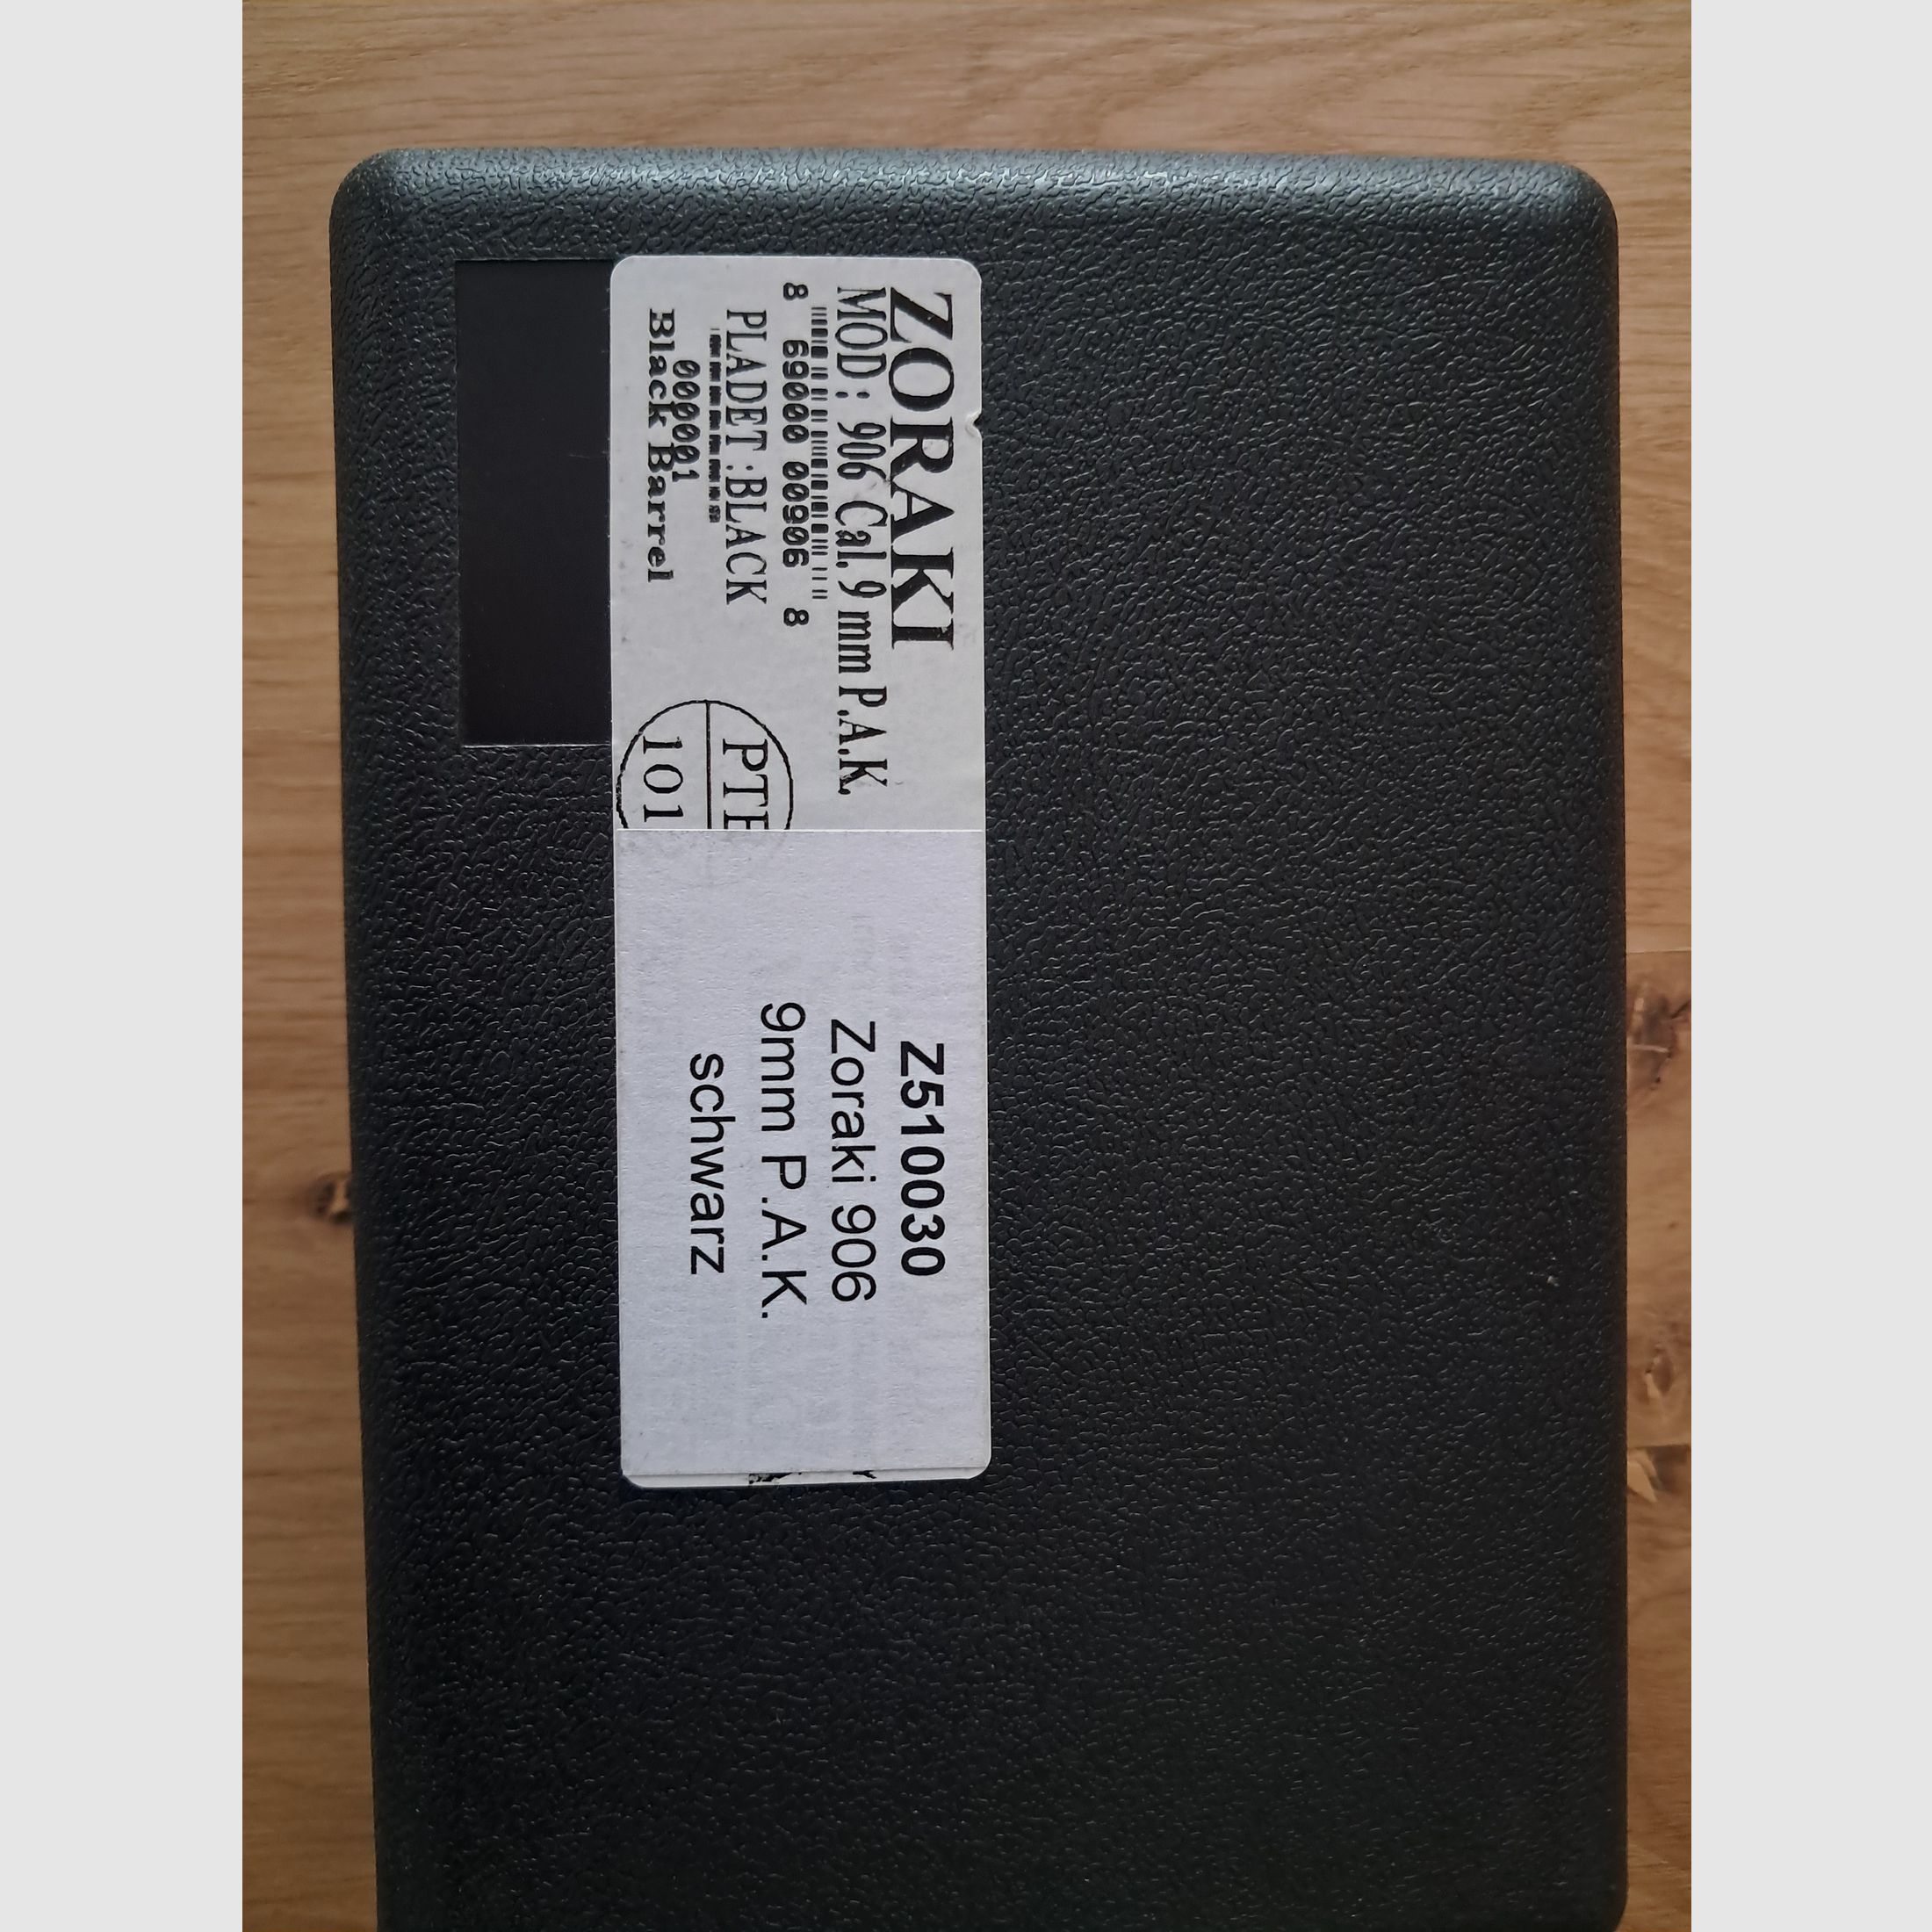 ZORAKI
MOD : 906 Cal. 9 mm P.A.K.
8 69000 00906 8
PLADET :BLACK
000001
Black Barrel
101
Z510030
Zoraki 906
9mm P.A.K.
schwarz